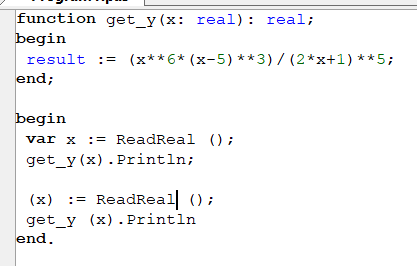 function get_y(x: real): real;
begin
result := (x**6*(x-5)**3)/(2*x+1)**5;
end;
begin
var x := ReadReal ();
get_y(x).Println;
(x) := ReadReal ();
get_y (x).Println
end.